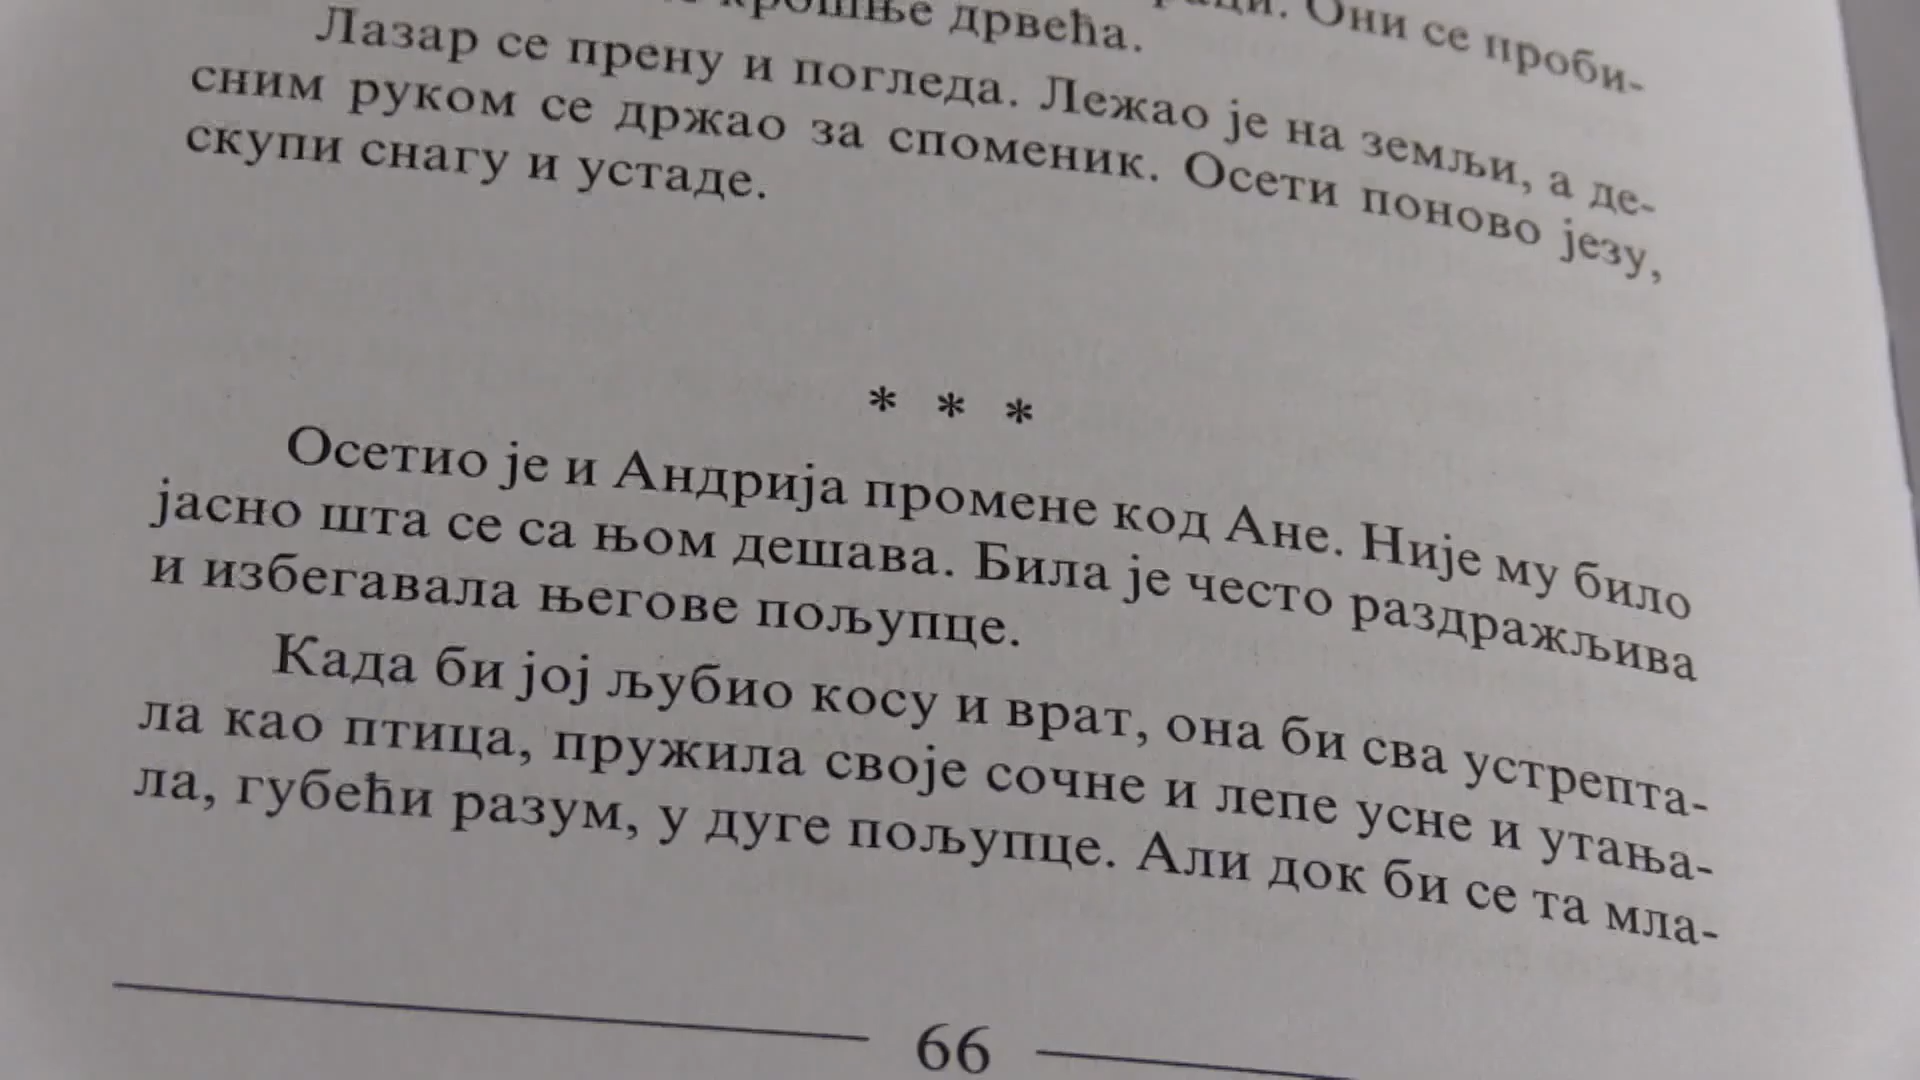 Они се проби-
крошње дрвећа.
Лазар се прену и погледа. Лежао је на земљи, а де-
сним руком се држао за споменик. Осети поново језу,
скупи снагу и устаде.
* * *
Осетио је и Андрија промене код Ане. Није му било
јасно шта се са њом дешава. Била је често раздражљива
и избегавала његове пољупце.
Када би јој љубио косу и врат, она би сва устрепта-
ла као птица, пружила своје сочне и лепе усне и утања-
ла, губећи разум, у дуге пољупце. Али док би се та мла-
66